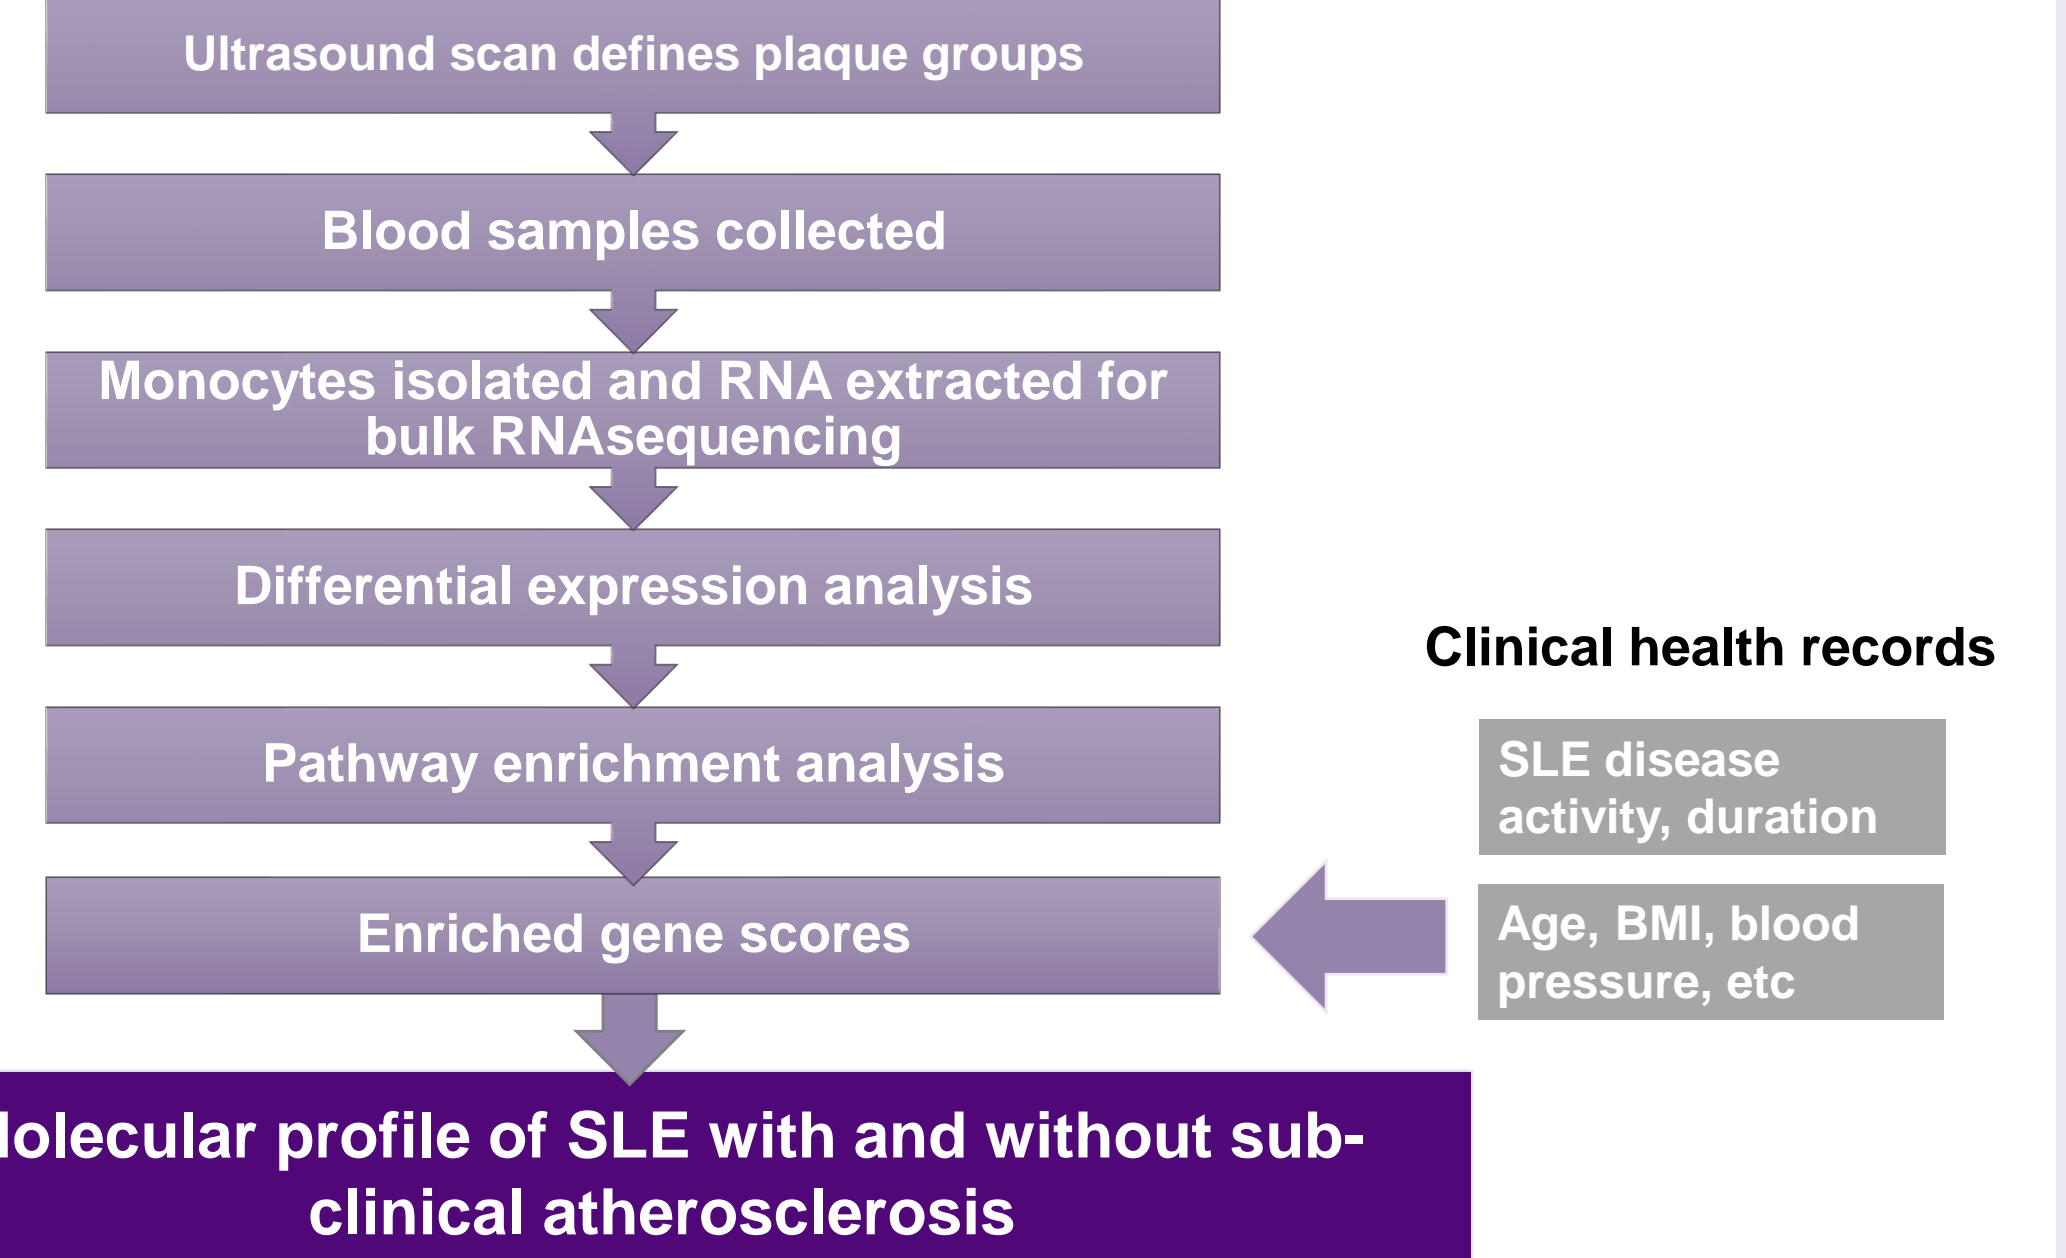 Ultrasound scan defines plaque groups
Blood samples collected
Monocytes isolated and RNA extracted for
bulk RNAsequencing
Differential expression analysis
Pathway enrichment analysis
Enriched gene scores
Clinical health records
SLE disease
activity, duration
Age, BMI, blood
pressure, etc
profile of SLE with and without sub-
clinical atherosclerosis